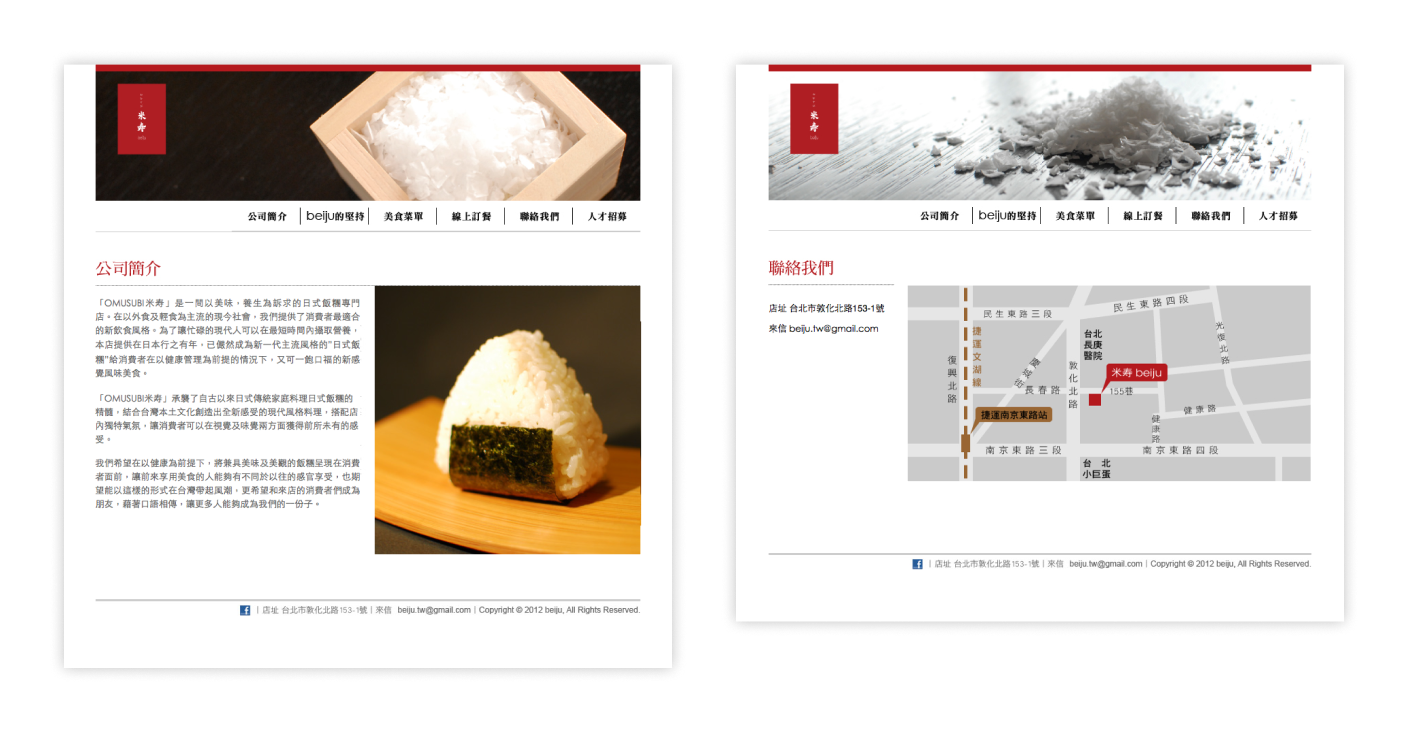 米寿
公司簡介
beiju的堅持
美食菜單
線上訂餐
聯絡我們
人才招募
公司簡介
「OMUSUBI米寿」是一間以美味，養生為訴求的日式飯糰專門
店。在以外食及輕食為主流的現今社會，我們提供了消費者最適合
的新飲食風格。為了讓忙碌的現代人可以在最短時間內攝取營養，
本店提供在日本行之有年，已儼然成為新一代主流風格的"日式飯
糰"給消費者在以健康管理為前提的情況下，又可一飽口福的新感
覺風味美食。
「OMUSUBI米寿」承襲了自古以來日式傳統家庭料理日式飯糰的
精髓，結合台灣本土文化創造出全新感受的現代風格料理，搭配店
內獨特氣氛，讓消費者可以在視覺及味覺兩方面獲得前所未有的感
受。
我們希望在以健康為前提下，將兼具美味及美觀的飯糰呈現在消費
者面前，讓前來享用美食的人能夠有不同於以往的感官享受，也期
望能以這樣的形式在台灣帶起風潮，更希望和來店的消費者們成為
朋友，藉著口語相傳，讓更多人能夠成為我們的一份子。
f | 店址 台北市敦化北路153-1號 | 來信 beiju.tw@gmail.com | Copyright © 2012 beiju, All Rights Reserved.
米寿
公司簡介
beiju的堅持
美食菜單
線上訂餐
聯絡我們
人才招募
聯絡我們
店址 台北市敦化北路153-1號
來信 beiju.tw@gmail.com
民生東路三段
民生東路四段
光復北路
捷運文湖線
台北
長庚
醫院
復興北路
慶城街
敦化北路
米寿 beiju
長春路
155巷
捷運南京東路站
健康路
健康路
南京東路三段
南京東路四段
台 北
小巨蛋
f | 店址 台北市敦化北路153-1號 | 來信 beiju.tw@gmail.com | Copyright © 2012 beiju, All Rights Reserved.